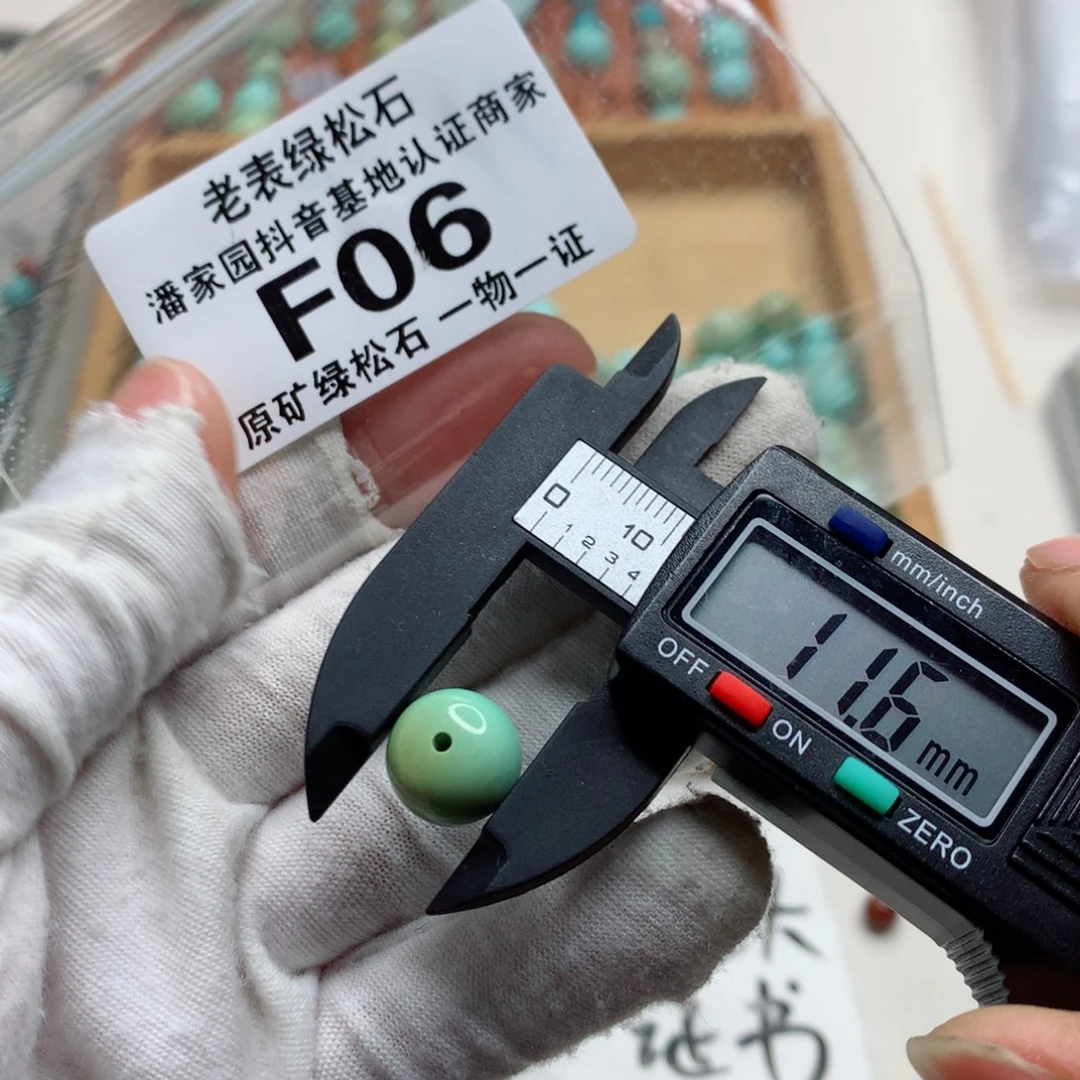 老表绿松石
潘家园抖音基地认证商家
F06
原矿绿松石 一物一证
0
10
1 2 3 4
mm/inch
11.6 mm
OFF
ON
ZERO
证书